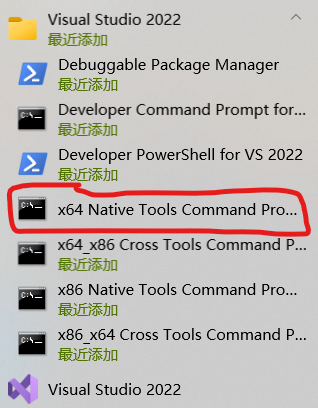 Visual Studio 2022
最近添加
Debuggable Package Manager
最近添加
Developer Command Prompt for...
最近添加
Developer PowerShell for VS 2022
最近添加
x64 Native Tools Command Pro...
x64_x86 Cross Tools Command P...
最近添加
x86 Native Tools Command Pro...
最近添加
x86_x64 Cross Tools Command P...
最近添加
Visual Studio 2022